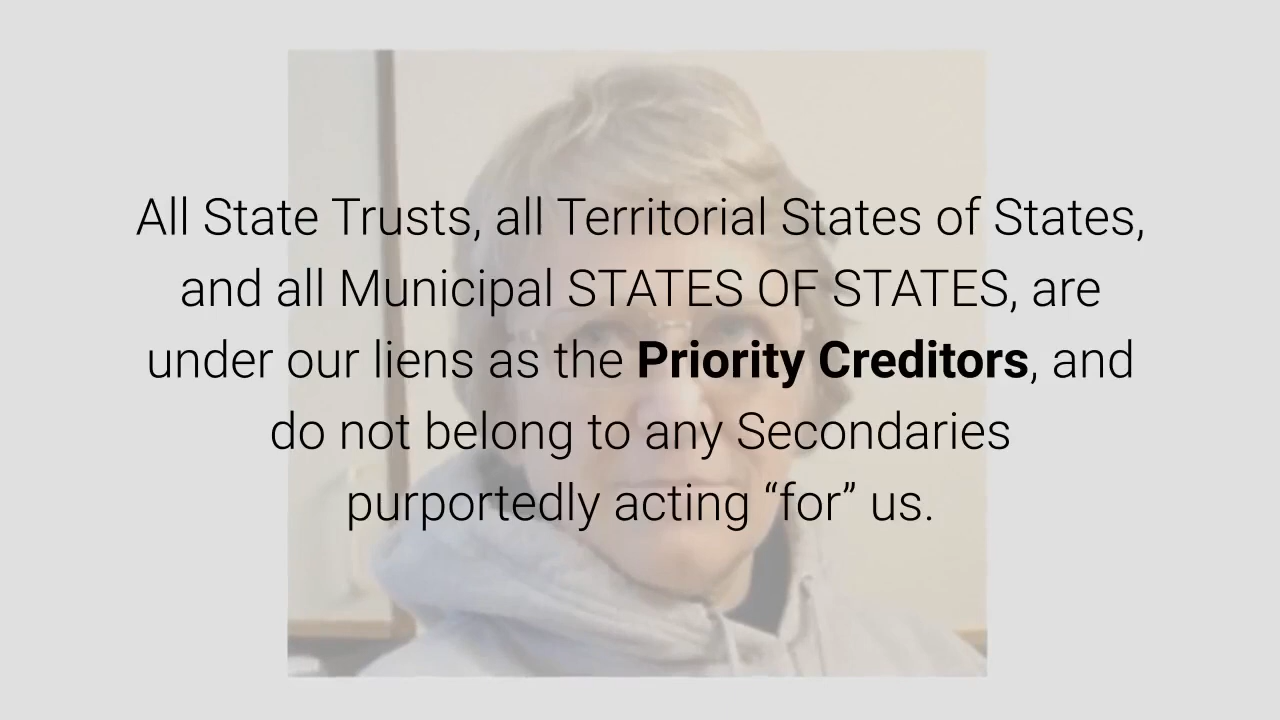 All State Trusts, all Territorial States of States,
and all Municipal STATES OF STATES, are
under our liens as the Priority Creditors, and
do not belong to any Secondaries
purportedly acting “for” us.